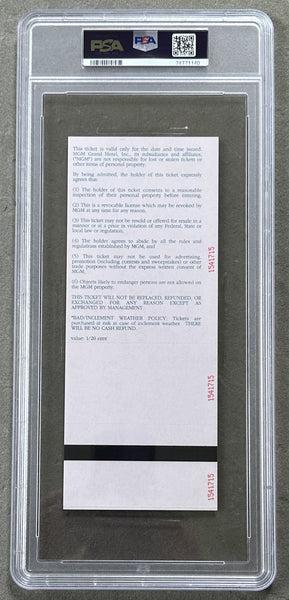 PSA
PSA
74771140
This ticket is valid only for the date and time issued.
MGM Grand Hotel, Inc., its subsidiaries and affiliates,
("MGM") are not responsible for lost or stolen tickets or
other items of personal property.
By being admitted, the holder of this ticket expressly
agrees that:
(1) The holder of this ticket consents to a reasonable
inspection of their personal property before entering,
(2) This is a revocable license which may be revoked by
MGM at any time for any reason,
(3) This ticket may not be resold or offered for resale in a
manner or at a price in violation of any Federal, State or
local law or regulation,
(4) The holder agrees to abide by all the rules and
regulations established by MGM, and
(5) This ticket may not be used for advertising,
promotion (including contests and sweepstakes) or other
trade purposes without the express written consent of
MGM,
(6) Objects likely to endanger persons are not allowed on
the MGM property.
THIS TICKET WILL NOT BE REPLACED, REFUNDED, OR
EXCHANGED FOR ANY REASON EXCEPT AS
APPROVED BY MANAGEMENT
*BAD/INCLEMENT WEATHER POLICY: Tickets are
purchased at risk in case of inclement weather. THERE
WILL BE NO CASH REFUND.
value: 1/20 cent
1541715
1541715
1541715